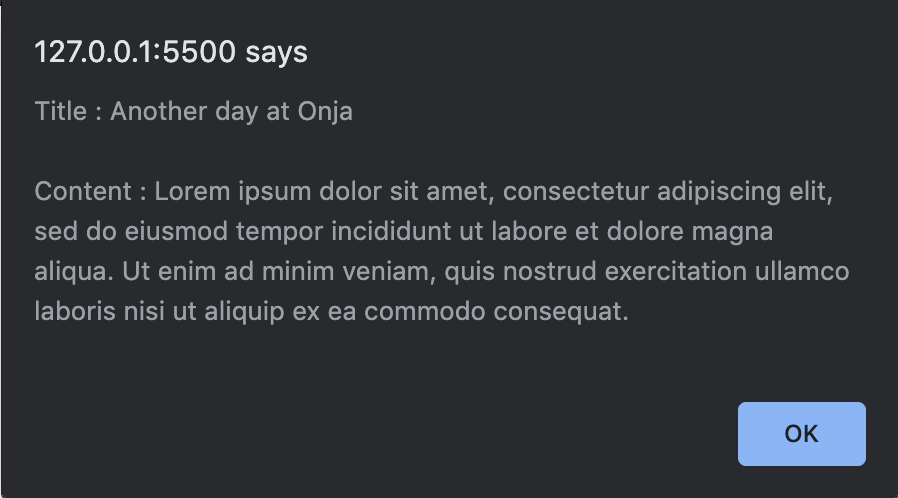 127.0.0.1:5500 says
Title : Another day at Onja
Content : Lorem ipsum dolor sit amet, consectetur adipiscing elit,
sed do eiusmod tempor incididunt ut labore et dolore magna
aliqua. Ut enim ad minim veniam, quis nostrud exercitation ullamco
laboris nisi ut aliquip ex ea commodo consequat.
OK